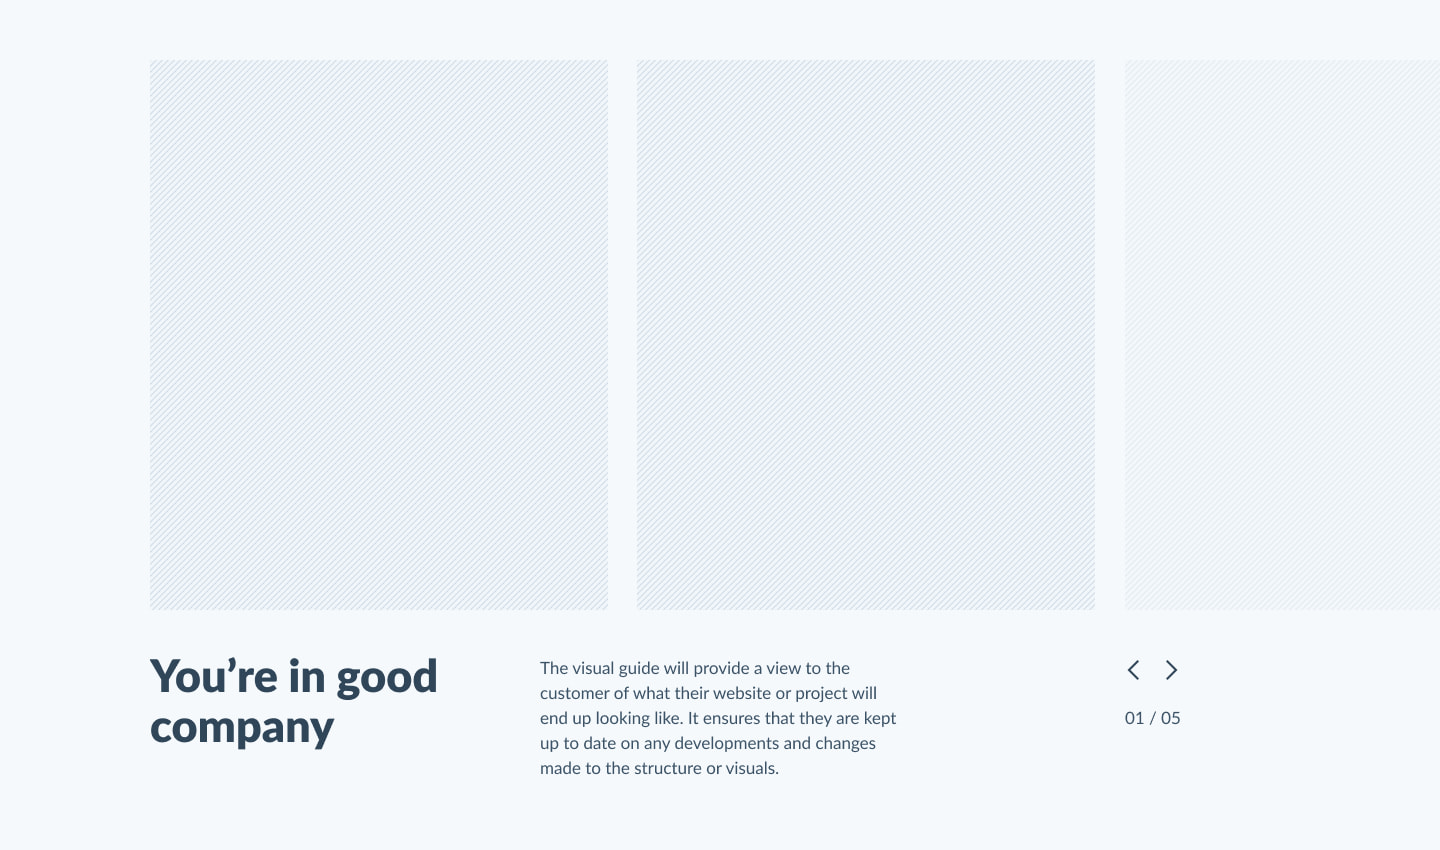 You’re in good
company
The visual guide will provide a view to the
customer of what their website or project will
end up looking like. It ensures that they are kept
up to date on any developments and changes
made to the structure or visuals.
01 / 05